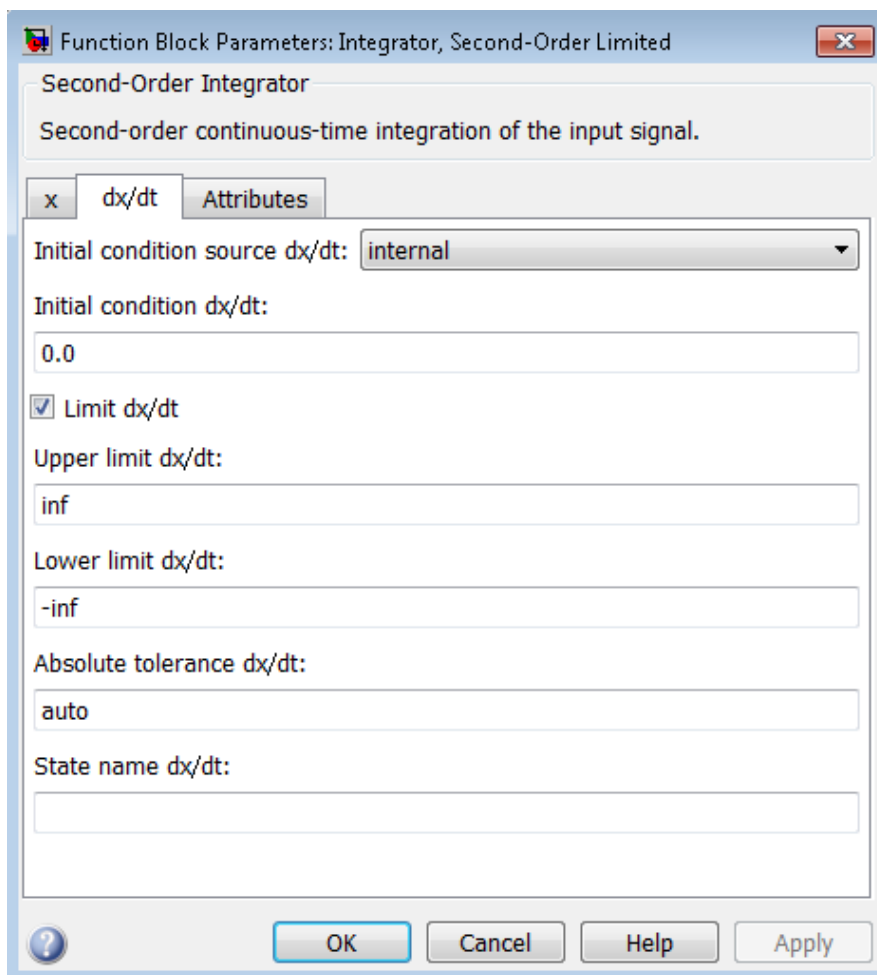 Function Block Parameters: Integrator, Second-Order Limited
Second-Order Integrator
Second-order continuous-time integration of the input signal.
x dx/dt Attributes
Initial condition source dx/dt: internal
Initial condition dx/dt:
0.0
Limit dx/dt
Upper limit dx/dt:
inf
Lower limit dx/dt:
-inf
Absolute tolerance dx/dt:
auto
State name dx/dt:
? OK Cancel Help Apply